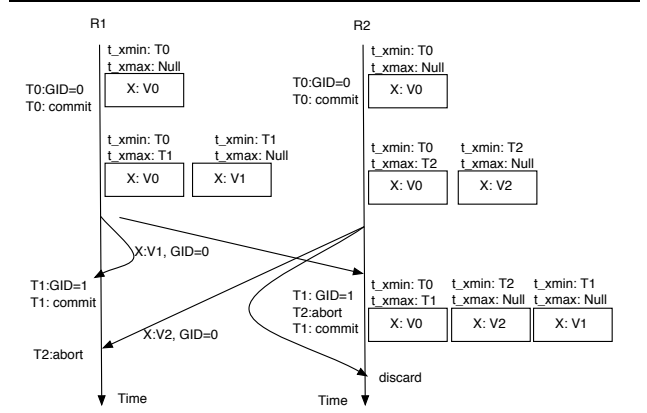 R1
R2
t_xmin: T0
t_xmax: Null
X: V0
T0:GID=0
T0: commit
t_xmin: T0
t_xmax: Null
X: V0
T0:GID=0
T0: commit
t_xmin: T0
t_xmax: T1
X: V0
t_xmin: T1
t_xmax: Null
X: V1
t_xmin: T0
t_xmax: T2
X: V0
t_xmin: T2
t_xmax: Null
X: V2
X:V1, GID=0
T1:GID=1
T1: commit
X:V2, GID=0
T2:abort
T1: GID=1
T2:abort
T1: commit
t_xmin: T0
t_xmax: T1
X: V0
t_xmin: T2
t_xmax: Null
X: V2
t_xmin: T1
t_xmax: Null
X: V1
discard
Time
Time